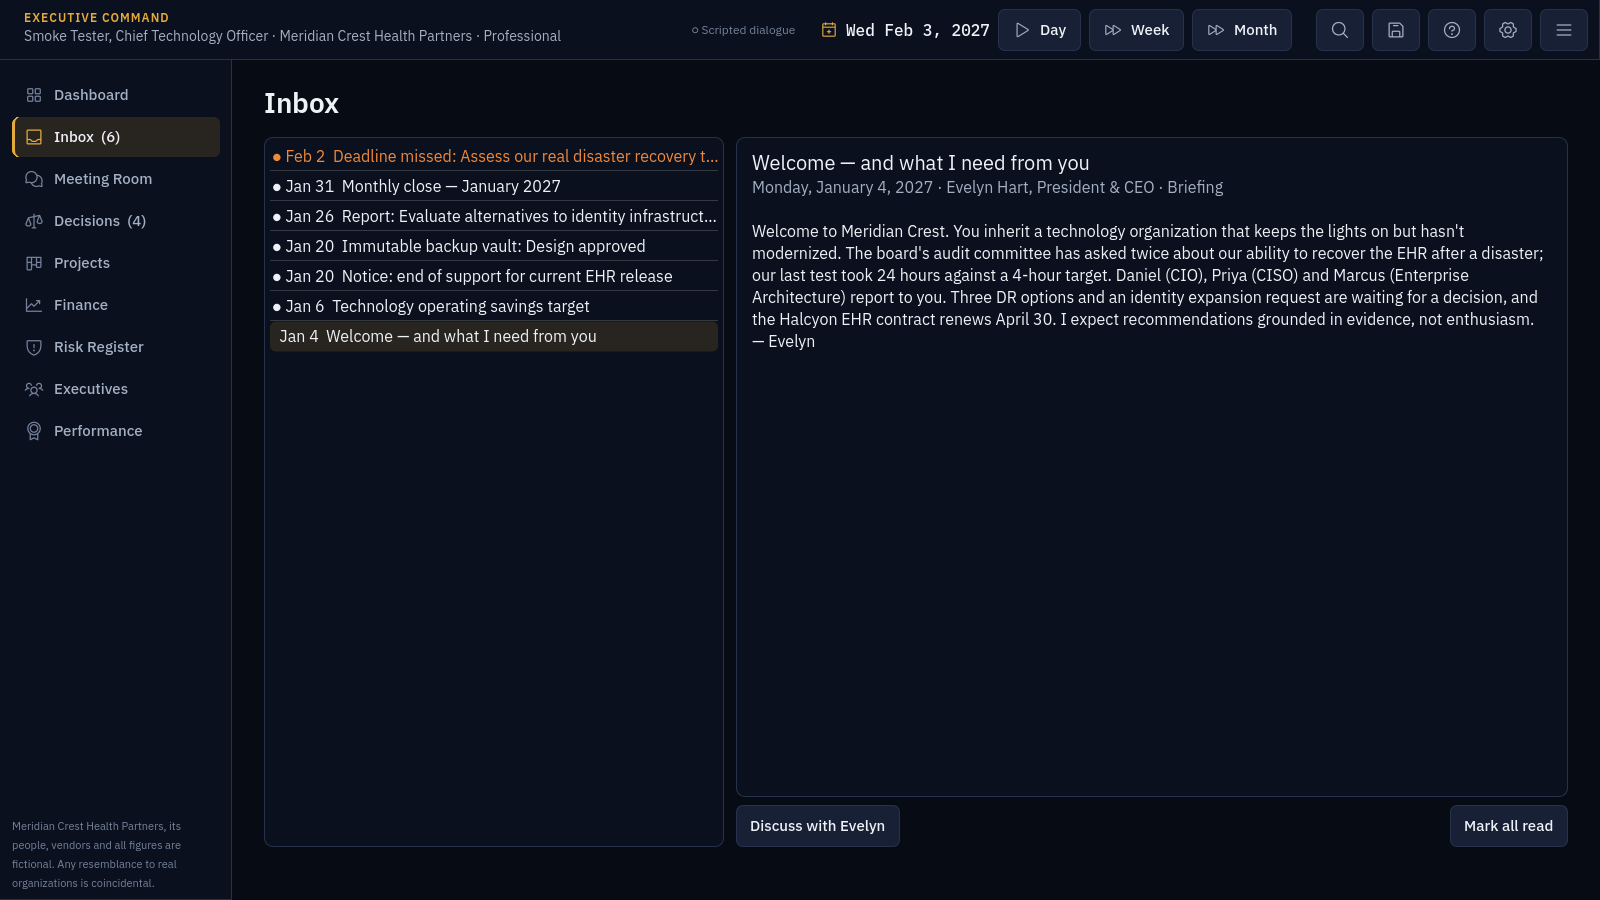 EXECUTIVE COMMAND
Smoke Tester, Chief Technology Officer · Meridian Crest Health Partners · Professional
Scripted dialogue
Wed Feb 3, 2027
Day
Week
Month
Dashboard
Inbox (6)
Meeting Room
Decisions (4)
Projects
Finance
Risk Register
Executives
Performance
Meridian Crest Health Partners, its
people, vendors and all figures are
fictional. Any resemblance to real
organizations is coincidental.
Inbox
● Feb 2 Deadline missed: Assess our real disaster recovery t...
● Jan 31 Monthly close — January 2027
● Jan 26 Report: Evaluate alternatives to identity infrastruct...
● Jan 20 Immutable backup vault: Design approved
● Jan 20 Notice: end of support for current EHR release
● Jan 6 Technology operating savings target
Jan 4 Welcome — and what I need from you
Welcome — and what I need from you
Monday, January 4, 2027 · Evelyn Hart, President & CEO · Briefing
Welcome to Meridian Crest. You inherit a technology organization that keeps the lights on but hasn't
modernized. The board's audit committee has asked twice about our ability to recover the EHR after a disaster;
our last test took 24 hours against a 4-hour target. Daniel (CIO), Priya (CISO) and Marcus (Enterprise
Architecture) report to you. Three DR options and an identity expansion request are waiting for a decision, and
the Halcyon EHR contract renews April 30. I expect recommendations grounded in evidence, not enthusiasm.
— Evelyn
Discuss with Evelyn
Mark all read